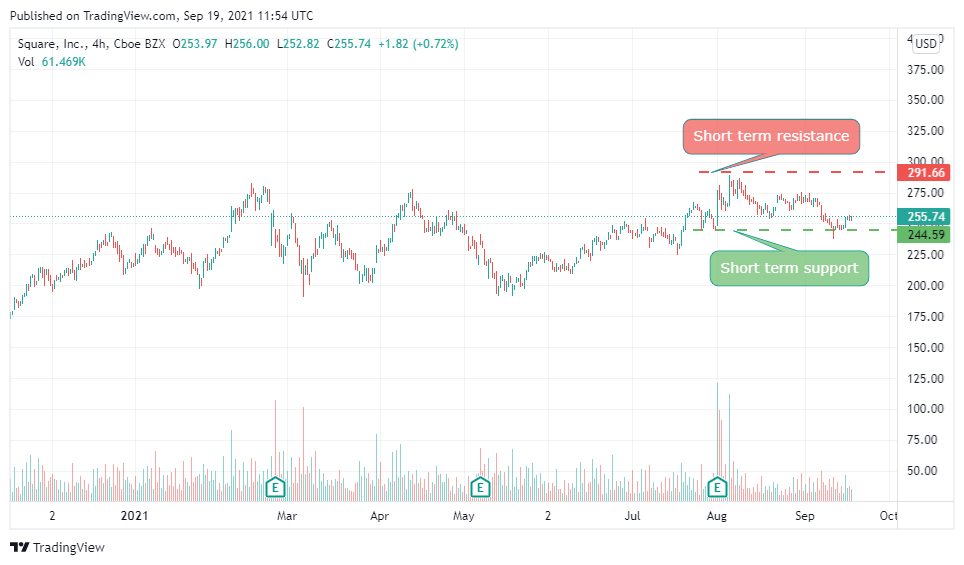 Published on TradingView.com, Sep 19, 2021 11:54 UTC
Square, Inc., 4h, Cboe BZX O253.97 H256.00 L252.82 C255.74 +1.82 (+0.72%)
Vol 61.469K
USD
375.00
350.00
325.00
Short term resistance
300.00
291.66
275.00
255.74
244.59
225.00
Short term support
200.00
175.00
150.00
125.00
100.00
75.00
50.00
E E E
2 2021 Mar Apr May 2 Jul Aug Sep Oct
TradingView